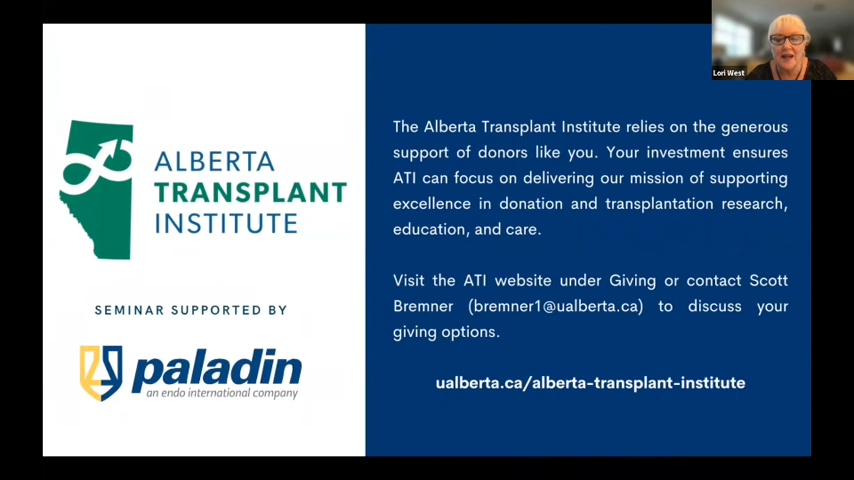 Lori West
ALBERTA
TRANSPLANT
INSTITUTE
SEMINAR SUPPORTED BY
paladin
an endo international company
The Alberta Transplant Institute relies on the generous
support of donors like you. Your investment ensures
ATI can focus on delivering our mission of supporting
excellence in donation and transplantation research,
education, and care.
Visit the ATI website under Giving or contact Scott
Bremner (bremner1@ualberta.ca) to discuss your
giving options.
ualberta.ca/alberta-transplant-institute